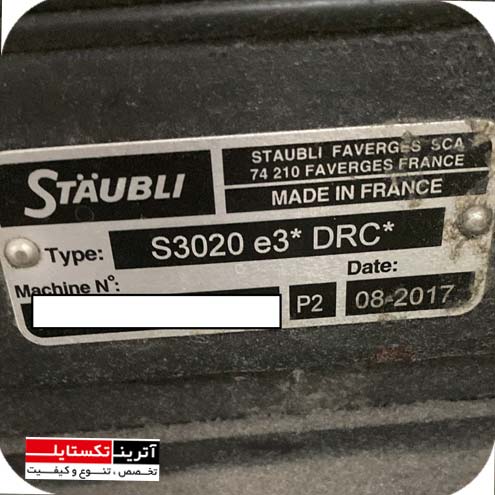 STÄUBLI
STAUBLI FAVERGES SCA
74 210 FAVERGES FRANCE
MADE IN FRANCE
Type: S3020 e3* DRC*
Machine Nº:
Date:
P2 08-2017
آترین تکستایل
تخصص ، تنوع و کیفیت